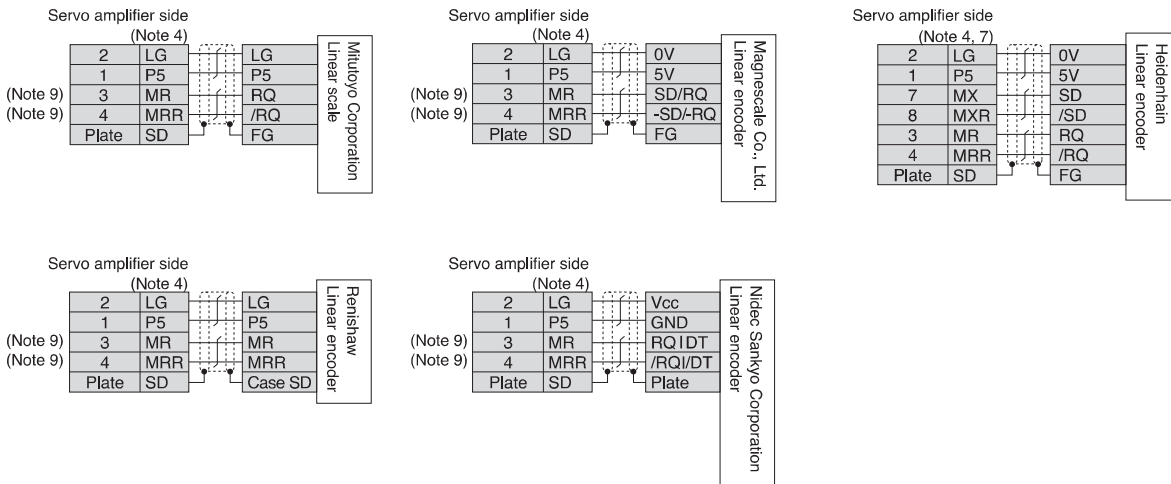 Servo amplifier side
(Note 4)
2 LG LG
1 P5 P5
(Note 9) 3 MR RQ
(Note 9) 4 MRR /RQ
Plate SD FG
Mitutoyo Corporation
Linear scale
Servo amplifier side
(Note 4)
2 LG 0V
1 P5 5V
(Note 9) 3 MR SD/RQ
(Note 9) 4 MRR -SD/-RQ
Plate SD FG
Magnescale Co., Ltd.
Linear encoder
Servo amplifier side
(Note 4, 7)
2 LG 0V
1 P5 5V
7 MX SD
8 MXR /SD
3 MR RQ
4 MRR /RQ
Plate SD FG
Heidenhain
Linear encoder
Servo amplifier side
(Note 4)
2 LG LG
1 P5 P5
(Note 9) 3 MR MR
(Note 9) 4 MRR MRR
Plate SD Case SD
Renishaw
Linear encoder
Servo amplifier side
(Note 4)
2 LG Vcc
1 P5 GND
(Note 9) 3 MR RQIDT
(Note 9) 4 MRR /RQI/DT
Plate SD Plate
Nidec Sankyo Corporation
Linear encoder